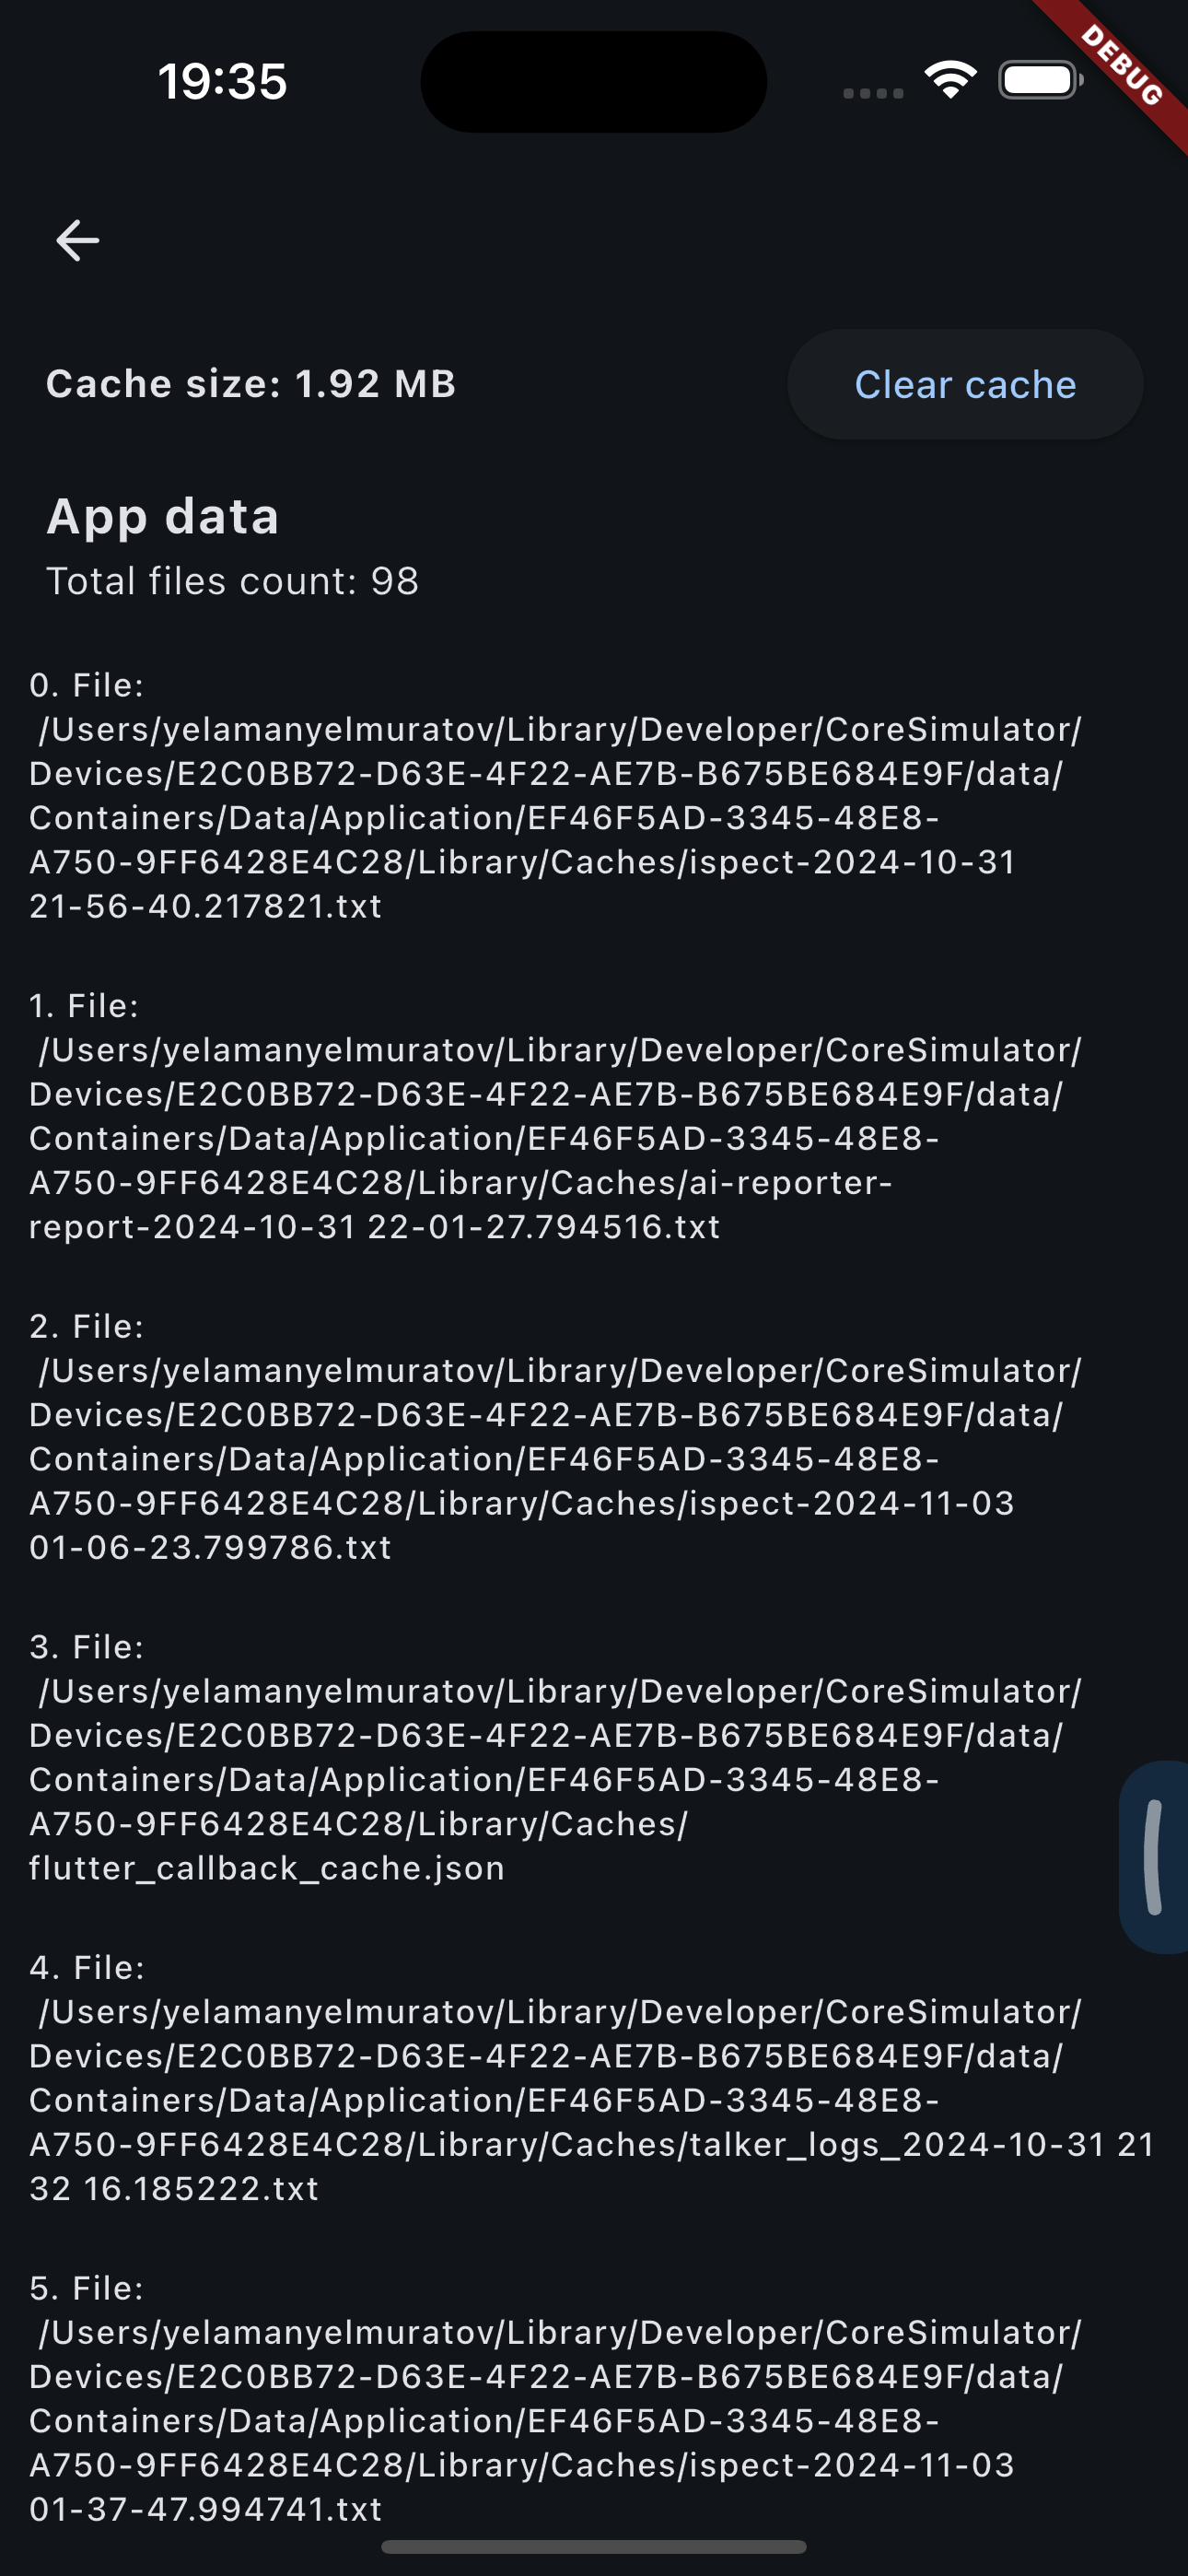 19:35
DEBUG
Cache size: 1.92 MB
Clear cache
App data
Total files count: 98
0. File:
/Users/yelamanyelmuratov/Library/Developer/CoreSimulator/
Devices/E2C0BB72-D63E-4F22-AE7B-B675BE684E9F/data/
Containers/Data/Application/EF46F5AD-3345-48E8-
A750-9FF6428E4C28/Library/Caches/ispect-2024-10-31
21-56-40.217821.txt
1. File:
/Users/yelamanyelmuratov/Library/Developer/CoreSimulator/
Devices/E2C0BB72-D63E-4F22-AE7B-B675BE684E9F/data/
Containers/Data/Application/EF46F5AD-3345-48E8-
A750-9FF6428E4C28/Library/Caches/ai-reporter-
report-2024-10-31 22-01-27.794516.txt
2. File:
/Users/yelamanyelmuratov/Library/Developer/CoreSimulator/
Devices/E2C0BB72-D63E-4F22-AE7B-B675BE684E9F/data/
Containers/Data/Application/EF46F5AD-3345-48E8-
A750-9FF6428E4C28/Library/Caches/ispect-2024-11-03
01-06-23.799786.txt
3. File:
/Users/yelamanyelmuratov/Library/Developer/CoreSimulator/
Devices/E2C0BB72-D63E-4F22-AE7B-B675BE684E9F/data/
Containers/Data/Application/EF46F5AD-3345-48E8-
A750-9FF6428E4C28/Library/Caches/
flutter_callback_cache.json
4. File:
/Users/yelamanyelmuratov/Library/Developer/CoreSimulator/
Devices/E2C0BB72-D63E-4F22-AE7B-B675BE684E9F/data/
Containers/Data/Application/EF46F5AD-3345-48E8-
A750-9FF6428E4C28/Library/Caches/talker_logs_2024-10-31 21
32 16.185222.txt
5. File:
/Users/yelamanyelmuratov/Library/Developer/CoreSimulator/
Devices/E2C0BB72-D63E-4F22-AE7B-B675BE684E9F/data/
Containers/Data/Application/EF46F5AD-3345-48E8-
A750-9FF6428E4C28/Library/Caches/ispect-2024-11-03
01-37-47.994741.txt